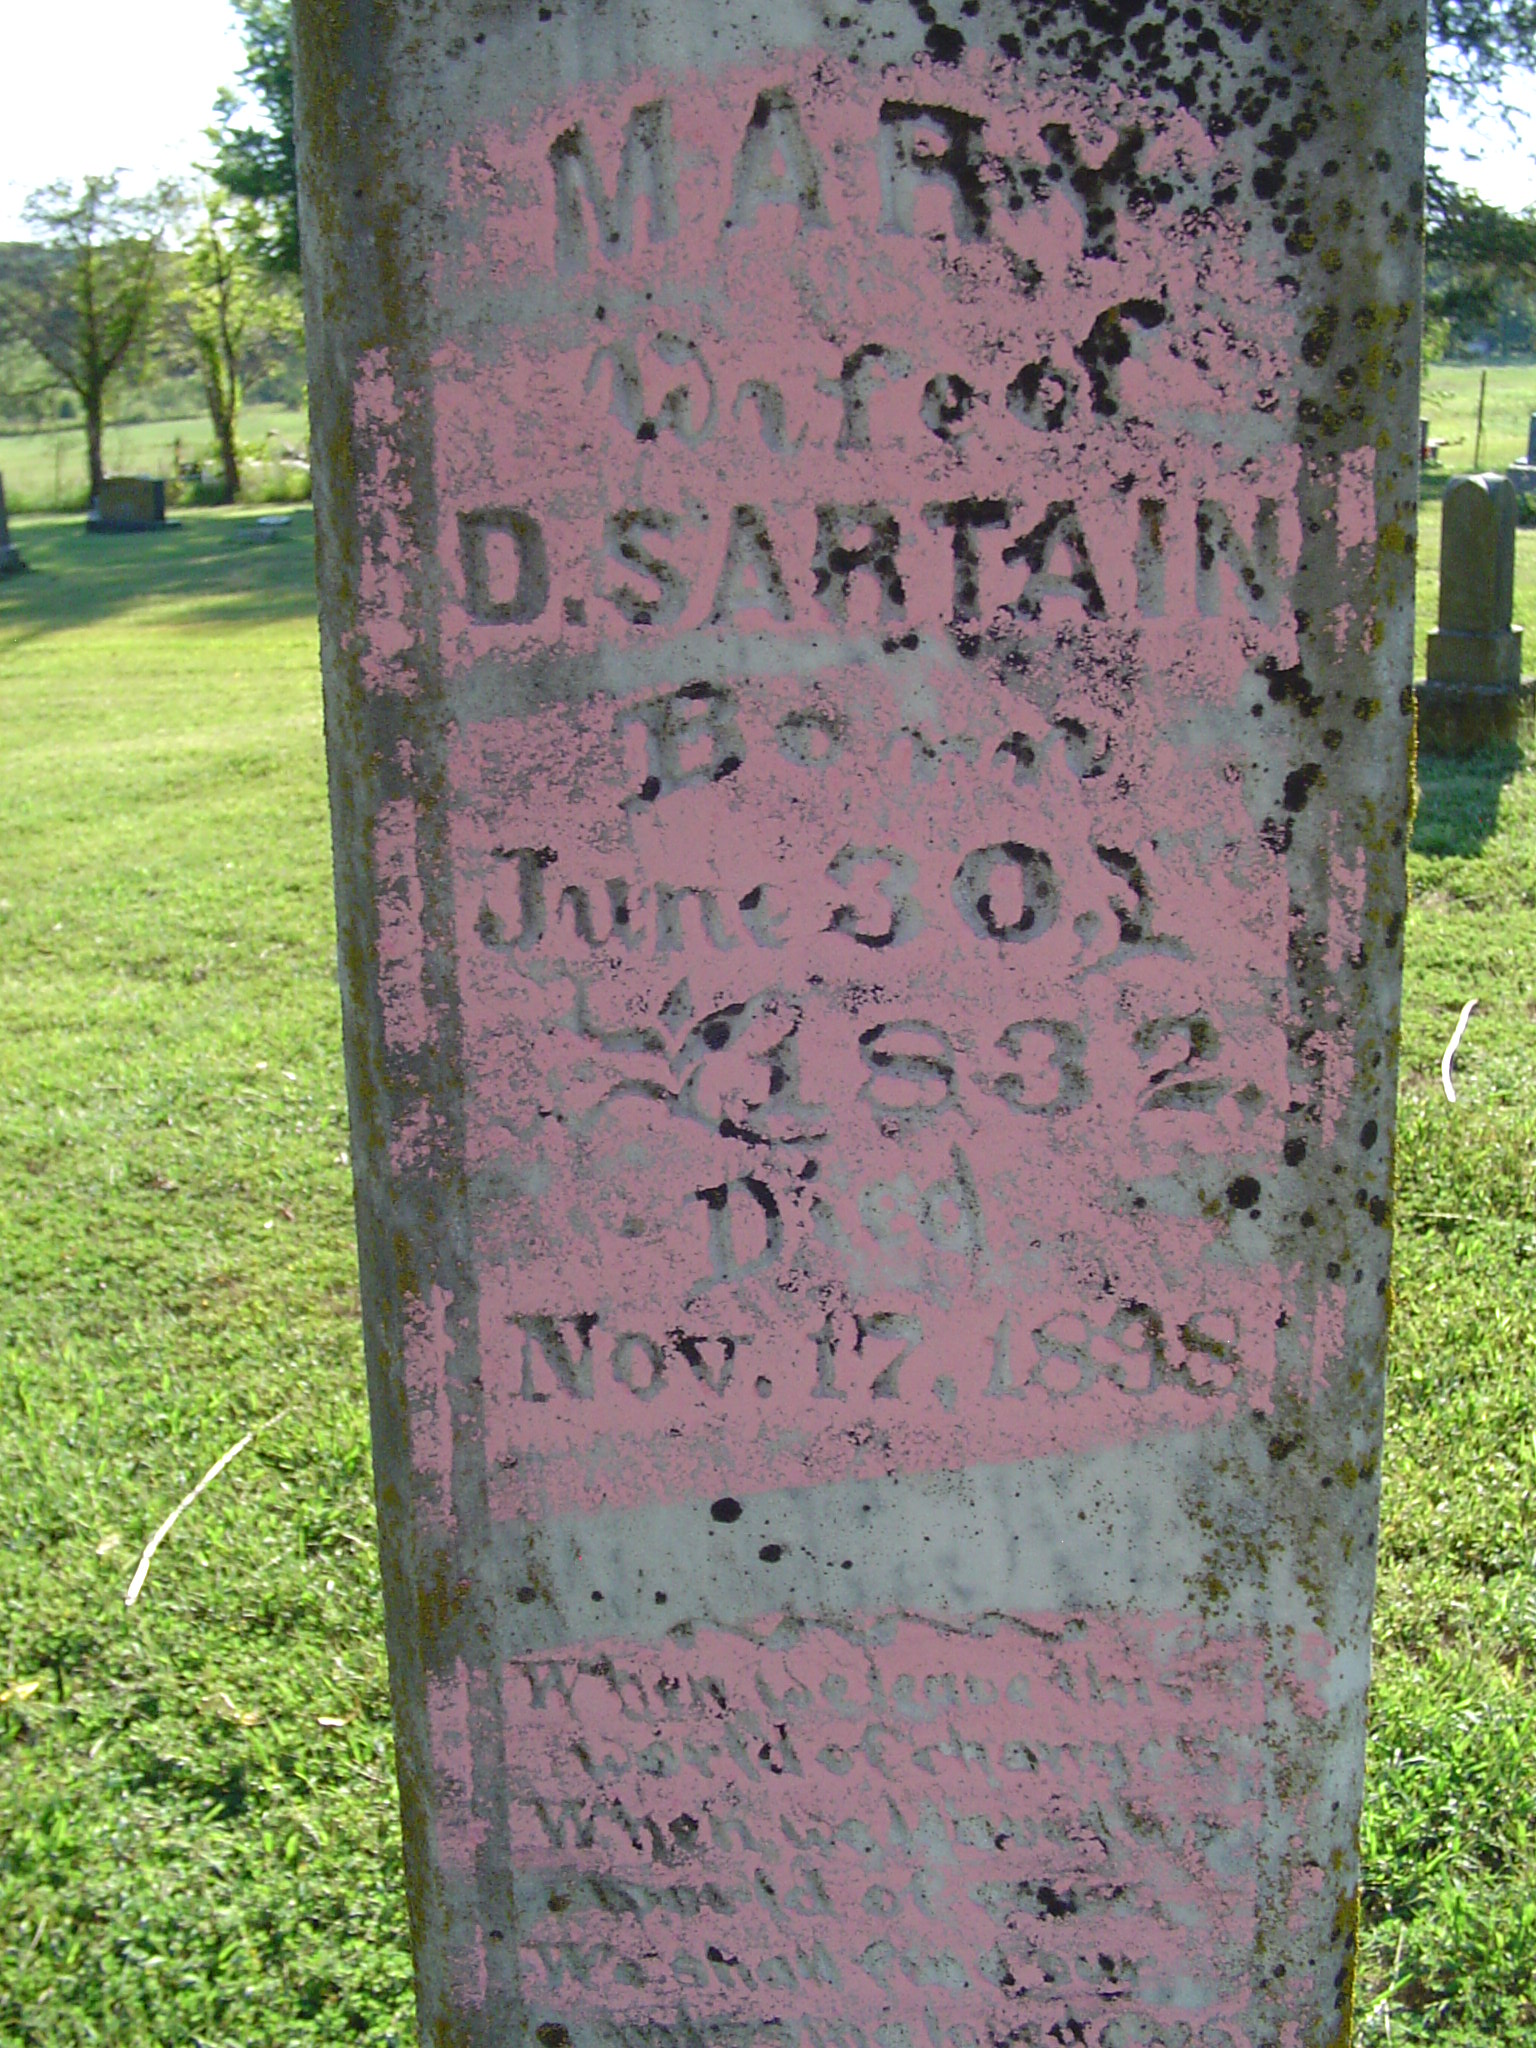 MARY
Wife of
D. SARTAIN
Born
June 30,
1832,
Died
Nov. 17, 1898
When we leave this
world of changes
When we leave this
world of
We shall find our